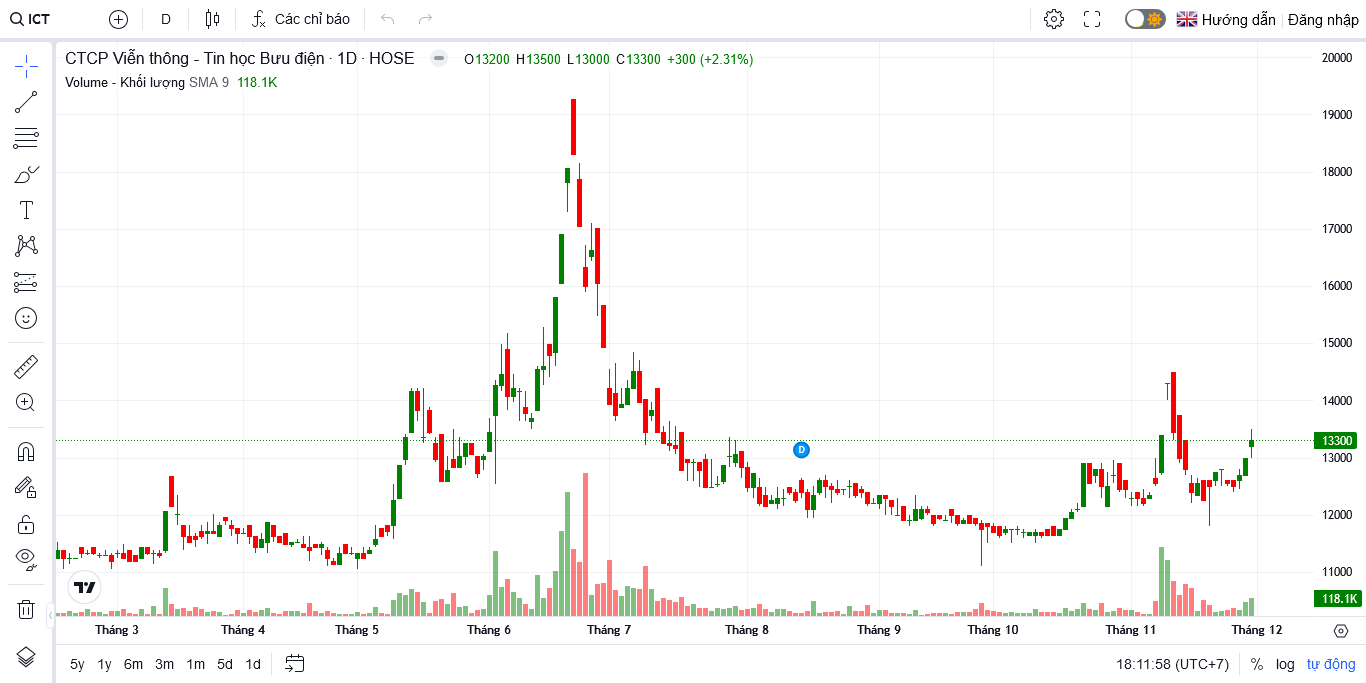 ICT D Các chỉ báo Hướng dẫn Đăng nhập
CTCP Viễn thông - Tin học Bưu điện · 1D · HOSE O13200 H13500 L13000 C13300 +300 (+2.31%)
Volume - Khối lượng SMA 9 118.1K
20000
19000
18000
17000
16000
15000
14000
13300
13000
12000
11000
118.1K
Tháng 3 Tháng 4 Tháng 5 Tháng 6 Tháng 7 Tháng 8 Tháng 9 Tháng 10 Tháng 11 Tháng 12
D
5y 1y 6m 3m 1m 5d 1d 18:11:58 (UTC+7) % log tự động